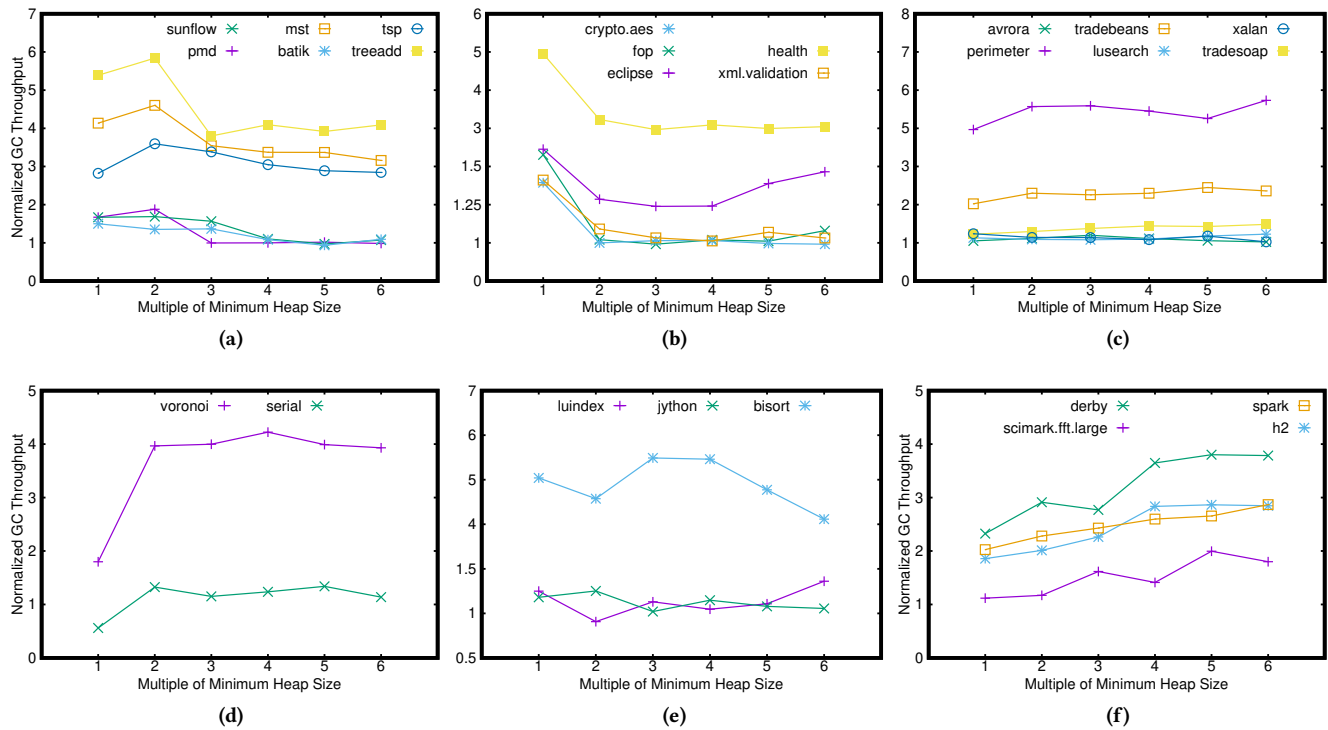 7
6
5
4
3
2
1
0
Normalized GC Throughput
sunflow mst tsp
pmd batik treeadd
1 2 3 4 5 6
Multiple of Minimum Heap Size
(a)
6
5
4
3
1.5
1.25
1
0
crypto.aes
fop health
eclipse xml.validation
1 2 3 4 5 6
Multiple of Minimum Heap Size
(b)
8
7
6
5
3
2
1
0
avrora tradebeans xalan
perimeter lusearch tradesoap
1 2 3 4 5 6
Multiple of Minimum Heap Size
(c)
5
4
3
2
1
0
Normalized GC Throughput
voronoi serial
1 2 3 4 5 6
Multiple of Minimum Heap Size
(d)
7
6
5
4
1.5
1
0.5
luindex jython bisort
1 2 3 4 5 6
Multiple of Minimum Heap Size
(e)
5
4
3
2
1
0
Normalized GC Throughput
derby spark
scimark.fft.large h2
1 2 3 4 5 6
Multiple of Minimum Heap Size
(f)